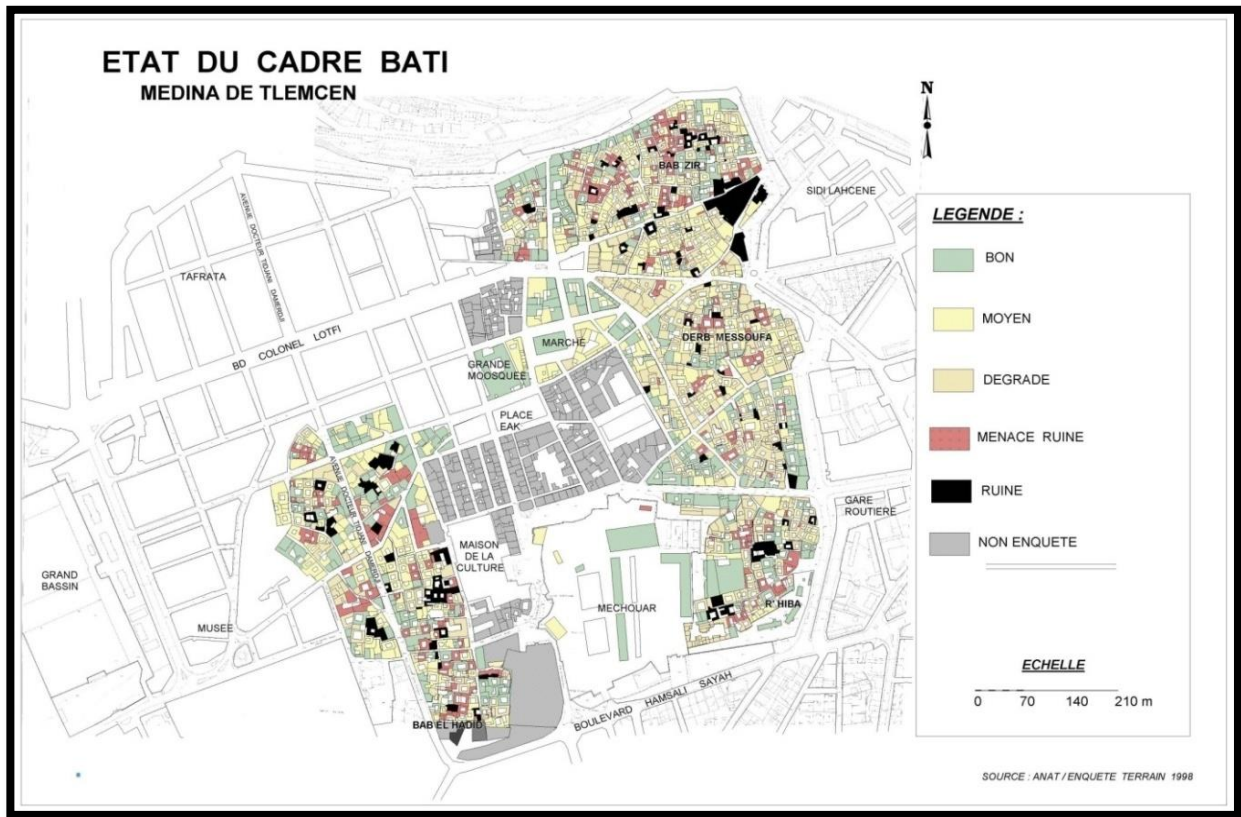 ETAT DU CADRE BATI
MEDINA DE TLEMCEN
N
BAB ZIR
SIDI LAHCENE
AVENUE DOCTEUR TIDJANI DAMERDJI
TAFRATA
BD COLONEL LOTFI
MARCHE
DERB MESSOUFA
GRANDE
MOOSQUEE
PLACE
EAK
AVENUE DOCTEUR TIDJANI DAMERDJI
GARE
ROUTIERE
MAISON
DE LA
CULTURE
GRAND
BASSIN
MECHOUAR
R'HIBA
MUSEE
BOULEVARD HAMSALI SAYAH
BAB EL HADID
LEGENDE :
BON
MOYEN
DEGRADE
MENACE RUINE
RUINE
NON ENQUETE
ECHELLE
0 70 140 210 m
SOURCE : ANAT / ENQUETE TERRAIN 1998